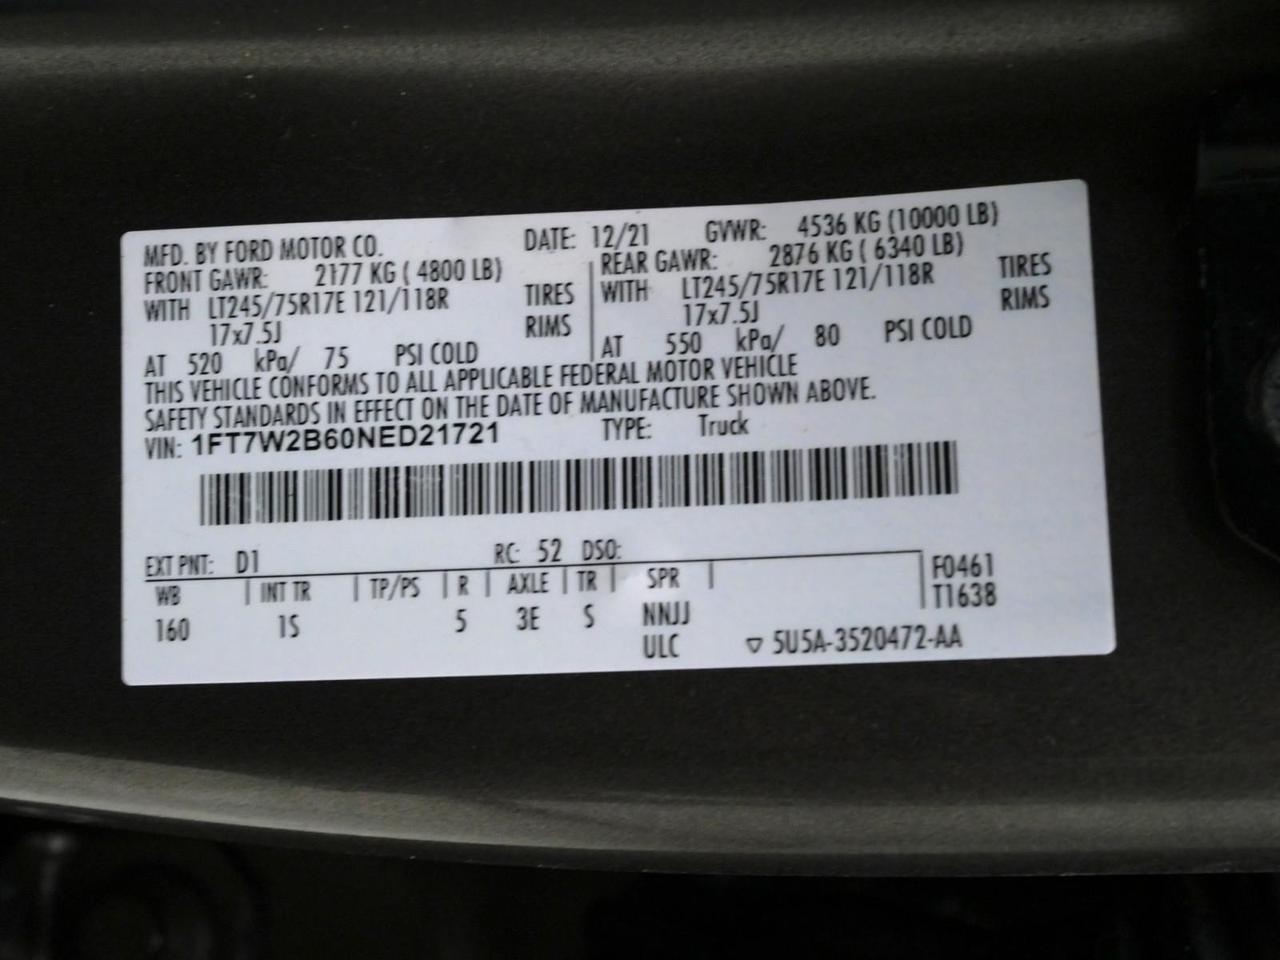 MFD. BY FORD MOTOR CO. DATE: 12/21 GVWR: 4536 KG (10000 LB)
FRONT GAWR: 2177 KG ( 4800 LB) REAR GAWR: 2876 KG ( 6340 LB)
WITH LT245/75R17E 121/118R TIRES WITH LT245/75R17E 121/118R TIRES
17x7.5J RIMS 17x7.5J RIMS
AT 520 kPa/ 75 PSI COLD AT 550 kPa/ 80 PSI COLD
THIS VEHICLE CONFORMS TO ALL APPLICABLE FEDERAL MOTOR VEHICLE
SAFETY STANDARDS IN EFFECT ON THE DATE OF MANUFACTURE SHOWN ABOVE.
VIN: 1FT7W2B60NED21721 TYPE: Truck
EXT PNT: D1 RC: 52 DSO:
WB INT TR TP/PS R AXLE TR SPR F0461
160 1S 5 3E S NNJJ T1638
ULC ▽ 5U5A-3520472-AA